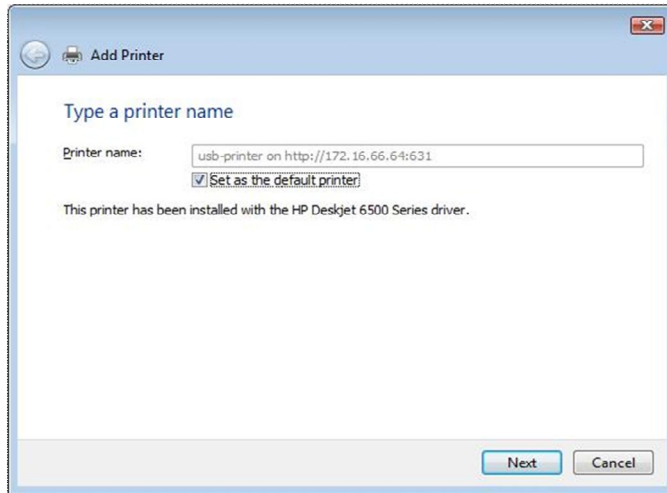 Add Printer
Type a printer name
Printer name: usb-printer on http://172.16.66.64:631
Set as the default printer
This printer has been installed with the HP Deskjet 6500 Series driver.
Next Cancel